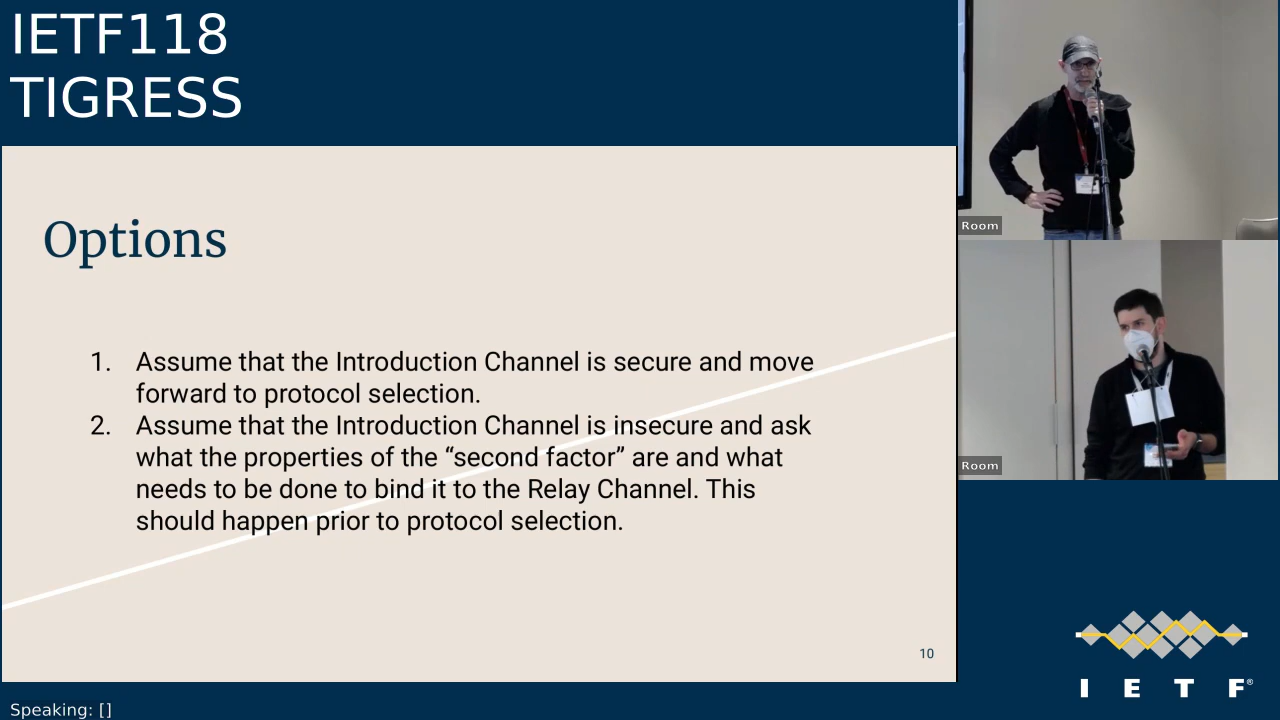 IETF118
TIGRESS
Options
1. Assume that the Introduction Channel is secure and move
forward to protocol selection.
2. Assume that the Introduction Channel is insecure and ask
what the properties of the “second factor” are and what
needs to be done to bind it to the Relay Channel. This
should happen prior to protocol selection.
10
Room
Room
I E T F®
Speaking: []